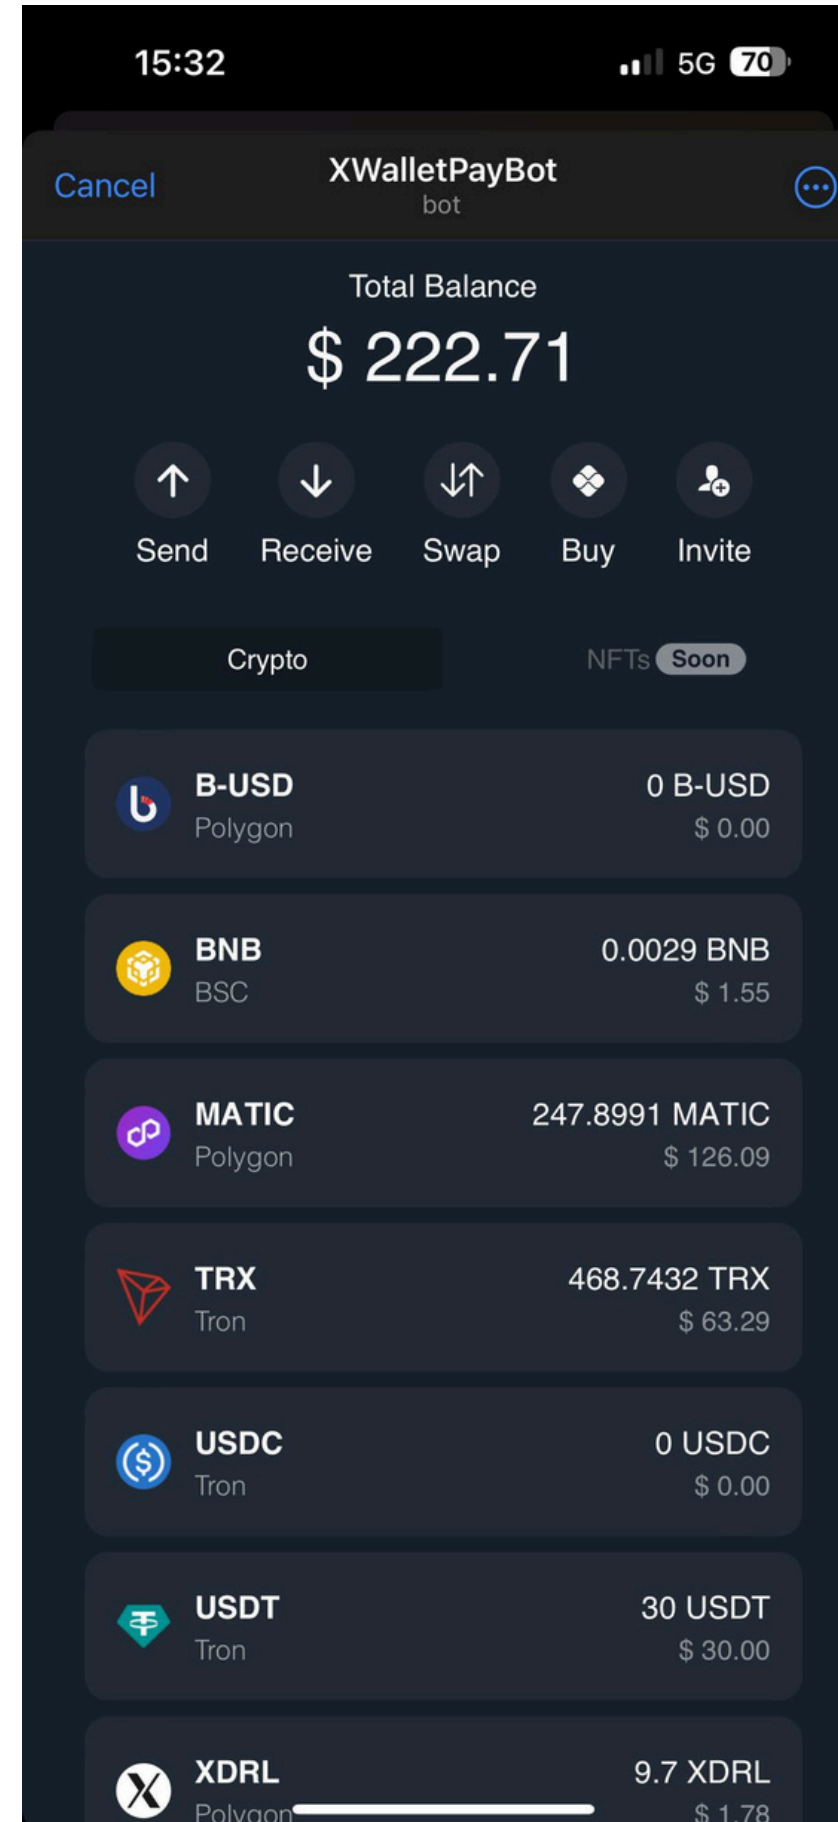 15:32
5G 70
Cancel
XWalletPayBot
bot
Total Balance
$ 222.71
Send Receive Swap Buy Invite
Crypto NFTs Soon
B-USD 0 B-USD
Polygon $ 0.00
BNB 0.0029 BNB
BSC $ 1.55
MATIC 247.8991 MATIC
Polygon $ 126.09
TRX 468.7432 TRX
Tron $ 63.29
USDC 0 USDC
Tron $ 0.00
USDT 30 USDT
Tron $ 30.00
XDRL 9.7 XDRL
Polygon $ 1.78